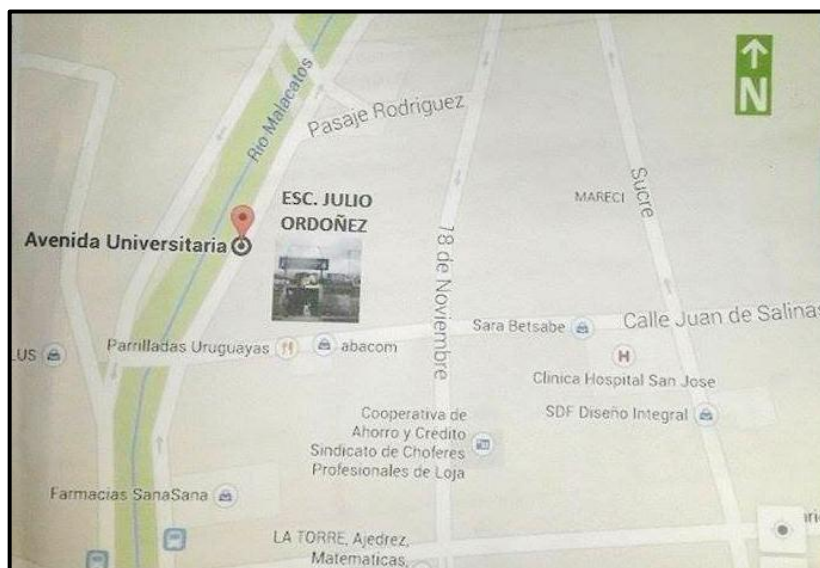 Rio Malacatos
N
Pasaje Rodriguez
ESC. JULIO
ORDOÑEZ
MARECI
Sucre
Avenida Universitaria
18 de Noviembre
Sara Betsabe
Calle Juan de Salinas
LUS
Parrilladas Uruguayas
abacom
H
Clinica Hospital San Jose
Cooperativa de
Ahorro y Crédito
Sindicato de Choferes
Profesionales de Loja
SDF Diseño Integral
Farmacias SanaSana
LA TORRE, Ajedrez,
Matematicas,